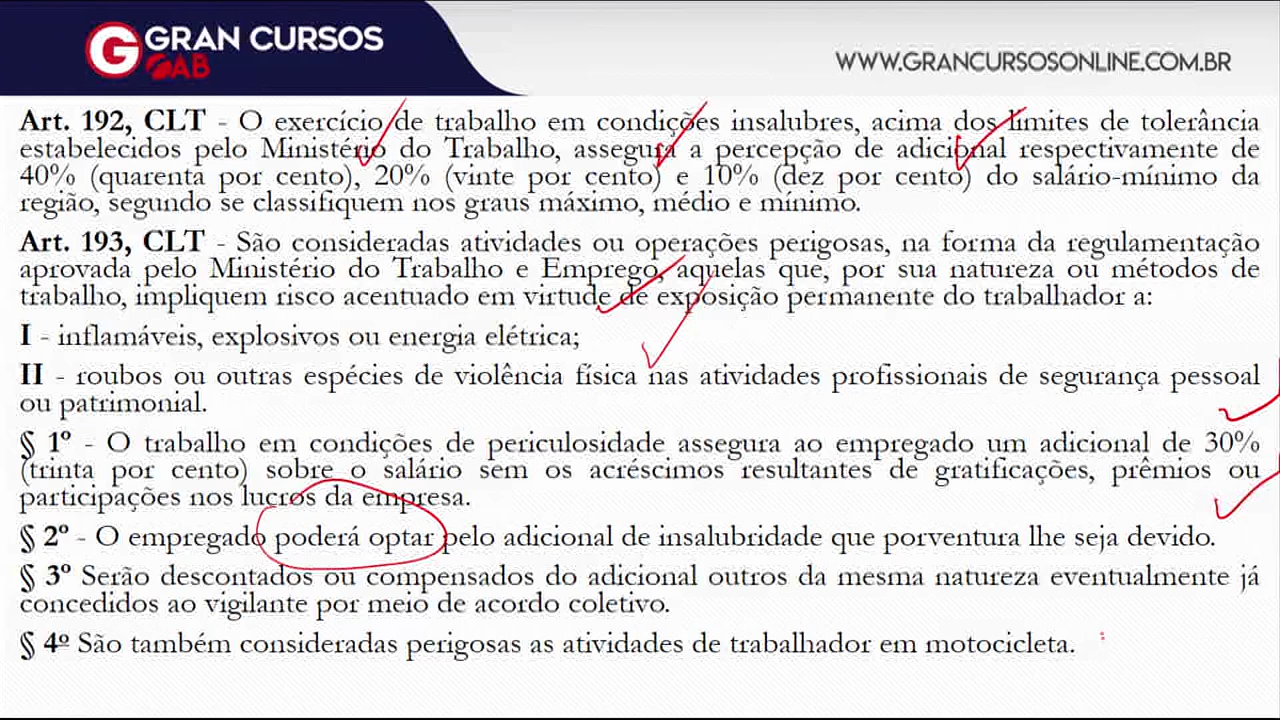 GRAN CURSOS
OAB
WWW.GRANCURSOSONLINE.COM.BR
Art. 192, CLT - O exercício de trabalho em condições insalubres, acima dos limites de tolerância
estabelecidos pelo Ministério do Trabalho, assegura a percepção de adicional respectivamente de
40% (quarenta por cento), 20% (vinte por cento) e 10% (dez por cento) do salário-mínimo da
região, segundo se classifiquem nos graus máximo, médio e mínimo.
Art. 193, CLT - São consideradas atividades ou operações perigosas, na forma da regulamentação
aprovada pelo Ministério do Trabalho e Emprego, aquelas que, por sua natureza ou métodos de
trabalho, impliquem risco acentuado em virtude de exposição permanente do trabalhador a:
I - inflamáveis, explosivos ou energia elétrica;
II - roubos ou outras espécies de violência física nas atividades profissionais de segurança pessoal
ou patrimonial.
§ 1º - O trabalho em condições de periculosidade assegura ao empregado um adicional de 30%
(trinta por cento) sobre o salário sem os acréscimos resultantes de gratificações, prêmios ou
participações nos lucros da empresa.
§ 2º - O empregado poderá optar pelo adicional de insalubridade que porventura lhe seja devido.
§ 3º Serão descontados ou compensados do adicional outros da mesma natureza eventualmente já
concedidos ao vigilante por meio de acordo coletivo.
§ 4º São também consideradas perigosas as atividades de trabalhador em motocicleta.